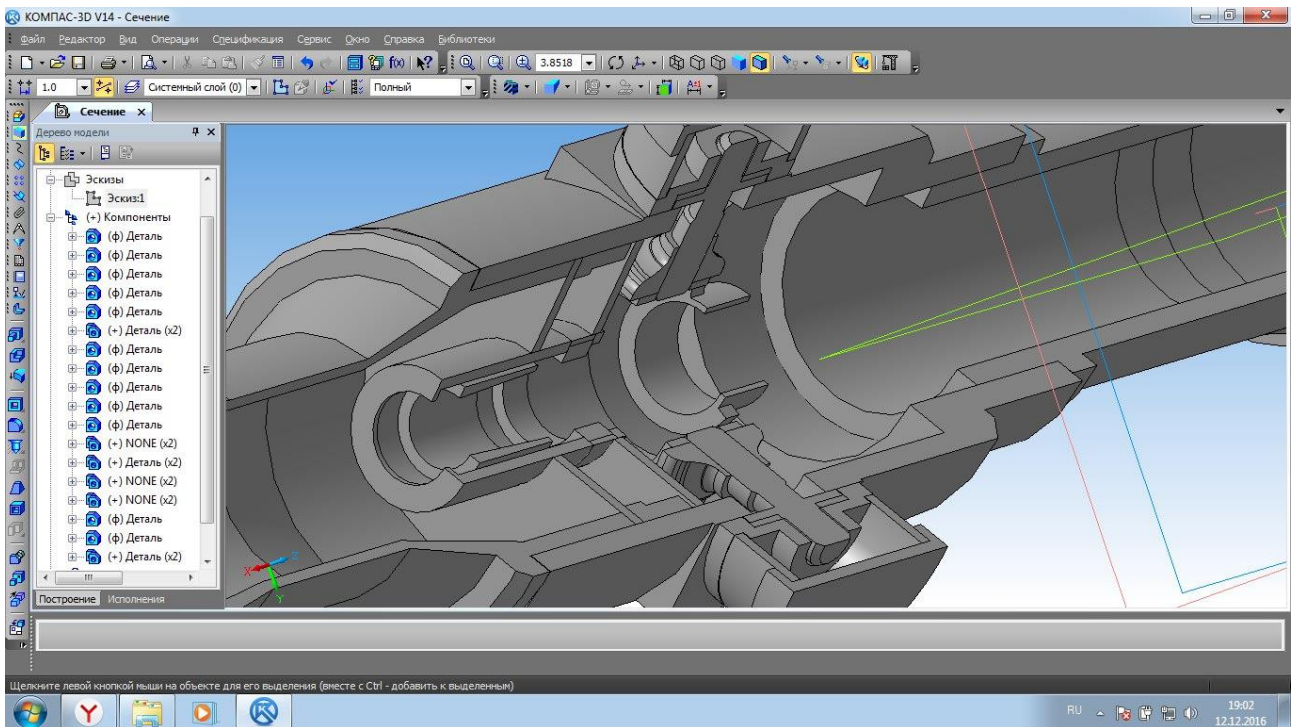 КОМПАС-3D V14 - Сечение
Файл Редактор Вид Операции Спецификация Сервис Окно Справка Библиотеки
3.8518
1.0 Системный слой (0) Полный
Сечение
Дерево модели
Эскизы
Эскиз:1
(+) Компоненты
(ф) Деталь
(ф) Деталь
(ф) Деталь
(ф) Деталь
(ф) Деталь
(+) Деталь (x2)
(ф) Деталь
(ф) Деталь
(ф) Деталь
(ф) Деталь
(ф) Деталь
(+) NONE (x2)
(+) Деталь (x2)
(+) NONE (x2)
(+) NONE (x2)
(ф) Деталь
(ф) Деталь
(+) Деталь (x2)
Построение Исполнения
X Y Z
Щелкните левой кнопкой мыши на объекте для его выделения (вместе с Ctrl - добавить к выделенным)
RU
19:02
12.12.2016